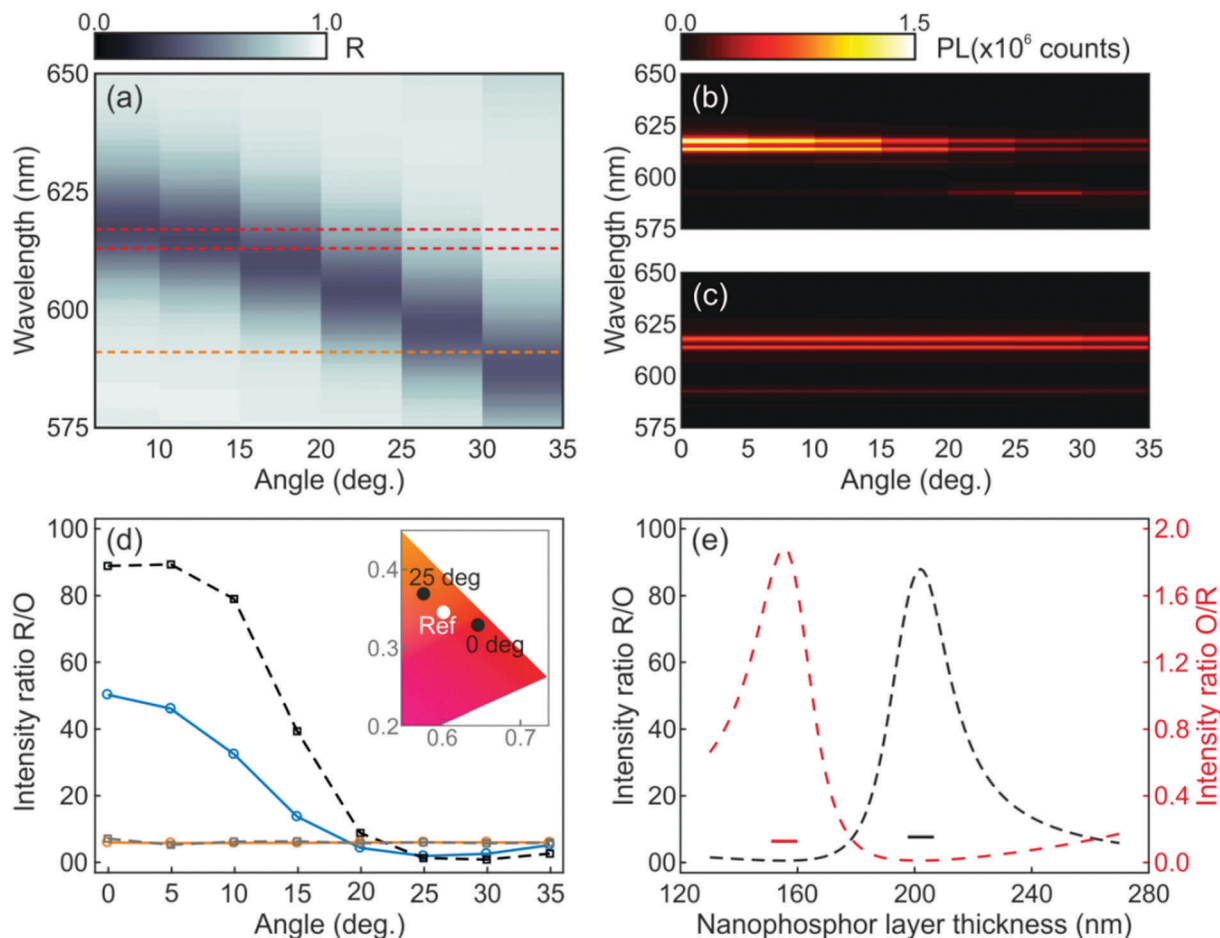 0.0 1.0
R
0.0 1.5
PL(x10⁶ counts)
(a)
650
625
600
575
Wavelength (nm)
10 15 20 25 30 35
Angle (deg.)
(b)
650
625
600
575
(c)
650
625
600
575
Wavelength (nm)
0 5 10 15 20 25 30 35
Angle (deg.)
(d)
100
80
60
40
20
00
Intensity ratio R/O
0 5 10 15 20 25 30 35
Angle (deg.)
0.4
0.3
0.2
0.6 0.7
25 deg
Ref
0 deg
(e)
100
80
60
40
20
00
Intensity ratio R/O
2.0
1.6
1.2
0.8
0.4
0.0
Intensity ratio O/R
120 160 200 240 280
Nanophosphor layer thickness (nm)